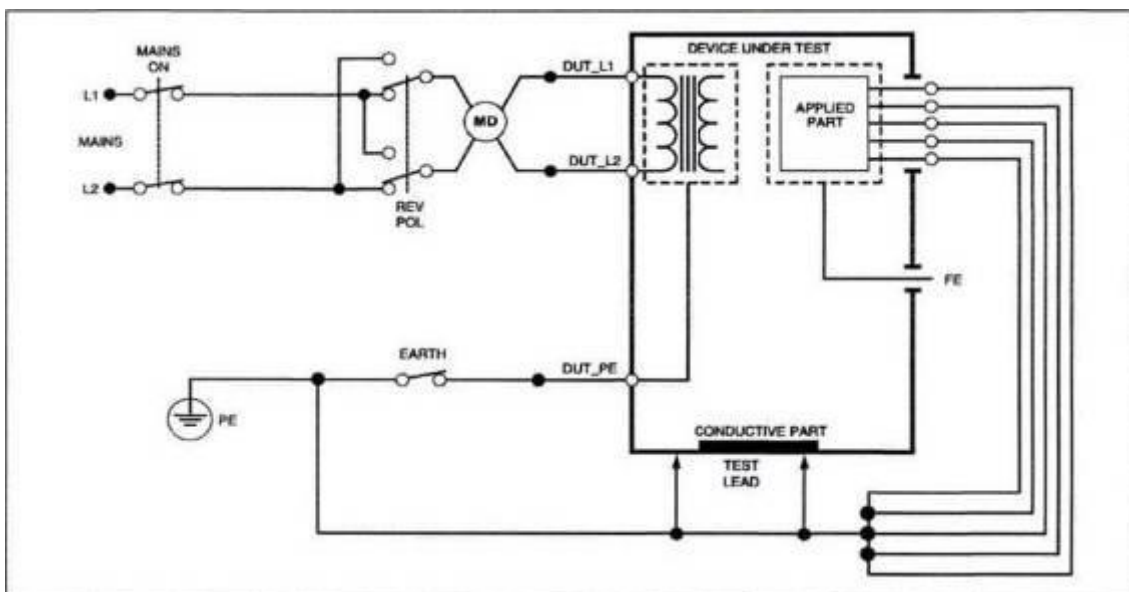 MAINS
ON
L1
MAINS
L2
REV
POL
MD
DUT_L1
DUT_L2
DEVICE UNDER TEST
APPLIED
PART
FE
EARTH
DUT_PE
PE
CONDUCTIVE PART
TEST
LEAD